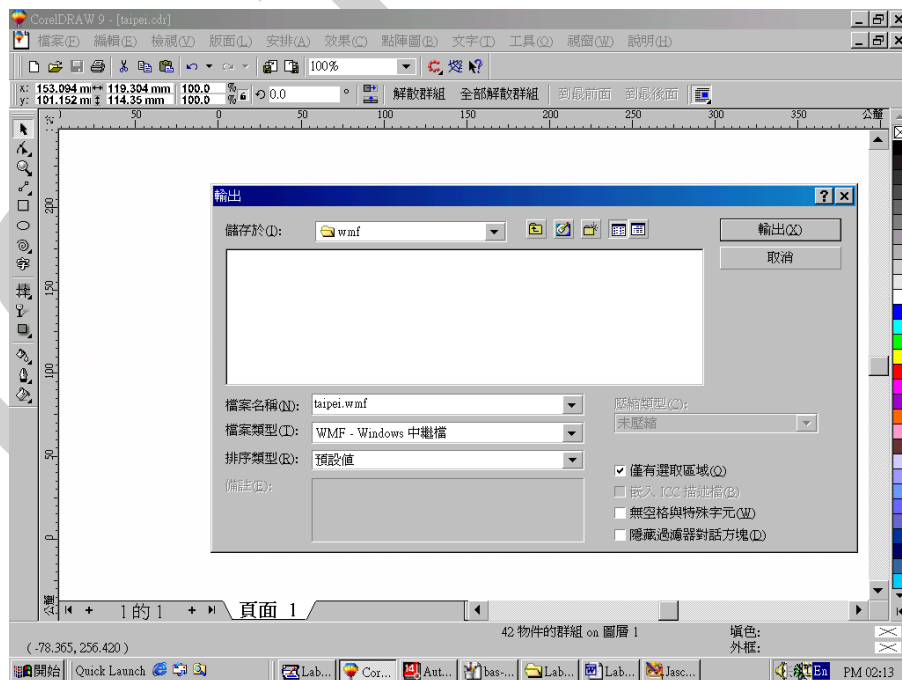 CorelDRAW 9 - [taipei.cdr]
檔案(F) 編輯(E) 檢視(V) 版面(L) 安排(A) 效果(C) 點陣圖(B) 文字(T) 工具(O) 視窗(W) 說明(H)
100%
x: 153.094 m 119.304 mm 100.0 % 0.0 ° 解散群組 全部解散群組 到最前面 到最後面
y: 101.152 m 114.35 mm 100.0 %
50 0 50 100 150 200 250 300 350 公釐
200
150
100
50
0
公釐
字
輸出
儲存於(I): wmf 輸出(X)
取消
檔案名稱(N): taipei.wmf 壓縮類型(C):
檔案類型(T): WMF - Windows 中繼檔 未壓縮
排序類型(R): 預設值
備註(E):
僅有選取區域(O)
嵌入 ICC 描述檔(B)
無空格與特殊字元(W)
隱藏過濾器對話方塊(D)
1 的 1 頁面 1
42 物件的群組 on 圖層 1 填色:
( -78.365, 256.420 ) 外框:
開始 Quick Launch Lab... Cor... Aut... bas-... Lab... Lab... Jasc... En PM 02:13